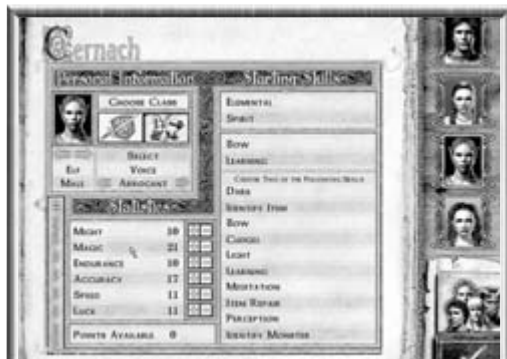 Cernach
Personal Information
Starting Skills
Choose Class
Select
Elf
Voice
Male
Arrogant
Statistics
Might 10
Magic 21
Endurance 10
Accuracy 17
Speed 11
Luck 11
Points Available 0
Elemental
Spirit
Bow
Learning
Choose Two of the Following Skills
Dark
Identify Item
Bow
Cudgel
Light
Learning
Meditation
Item Repair
Perception
Identify Monster